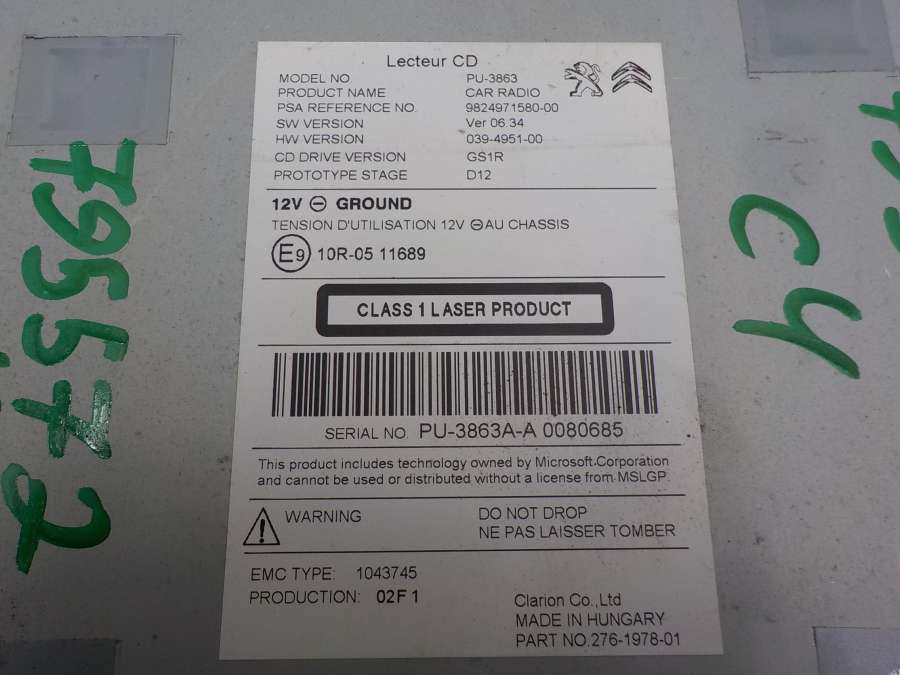 Lecteur CD
MODEL NO. PU-3863
PRODUCT NAME CAR RADIO
PSA REFERENCE NO. 9824971580-00
SW VERSION Ver 06.34
HW VERSION 039-4951-00
CD DRIVE VERSION GS1R
PROTOTYPE STAGE D12
12V ⊖ GROUND
TENSION D'UTILISATION 12V ⊖ AU CHASSIS
E9 10R-05 11689
CLASS 1 LASER PRODUCT
SERIAL NO. PU-3863A-A 0080685
This product includes technology owned by Microsoft Corporation
and cannot be used or distributed without a license from MSLGP.
WARNING DO NOT DROP
NE PAS LAISSER TOMBER
EMC TYPE: 1043745
PRODUCTION: 02F1
Clarion Co.,Ltd
MADE IN HUNGARY
PART NO.276-1978-01
795572
C4